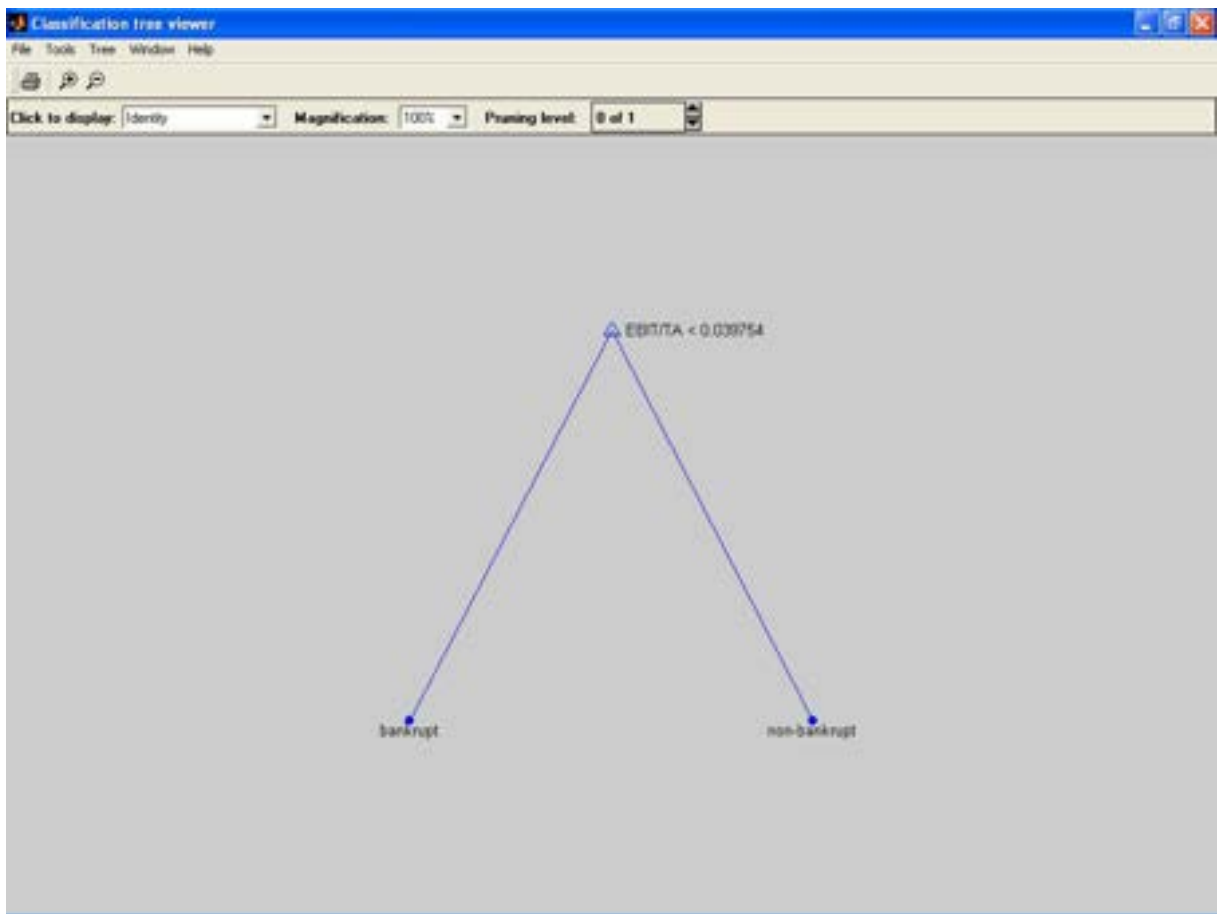 Classification tree viewer
File Tools Tree Window Help
Click to display: Identity Magnification: 100% Pruning level: 0 of 1
EBIT/TA < 0.039754
bankrupt non-bankrupt